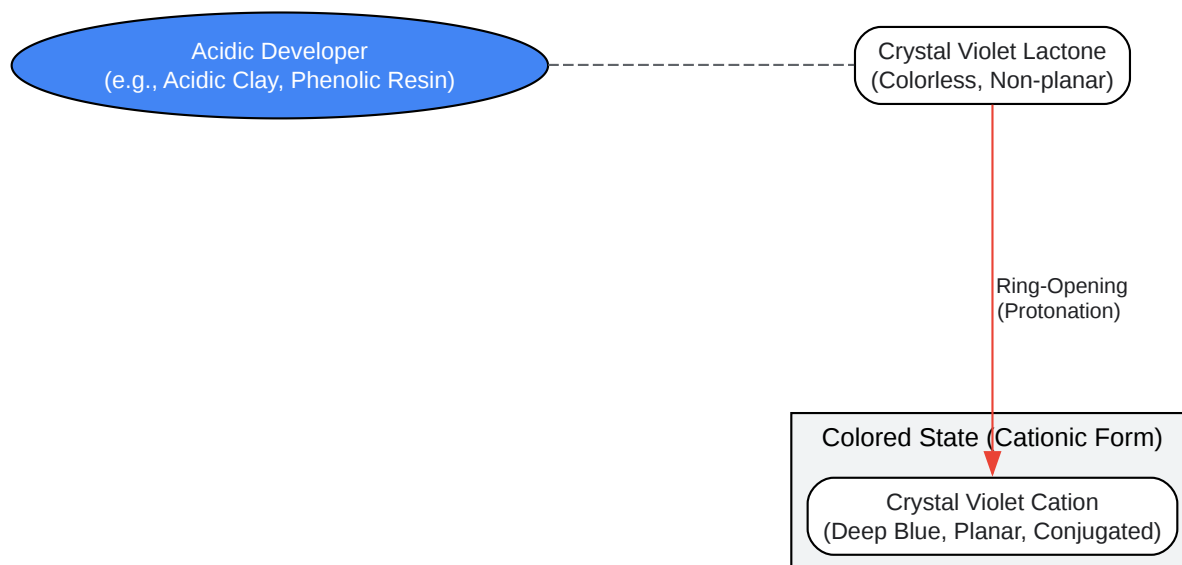 Acidic Developer
(e.g., Acidic Clay, Phenolic Resin)
Crystal Violet Lactone
(Colorless, Non-planar)
Ring-Opening
(Protonation)
Colored State (Cationic Form)
Crystal Violet Cation
(Deep Blue, Planar, Conjugated)